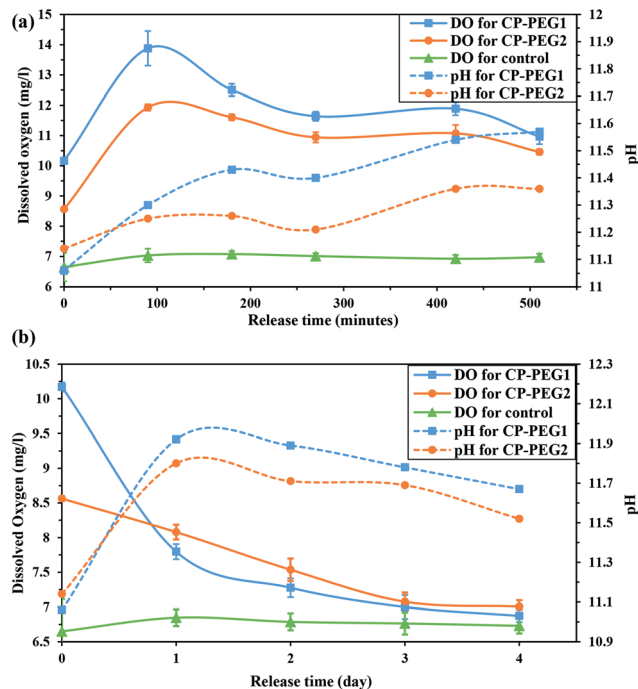 (a)
15
14
13
12
11
10
9
8
7
6
Dissolved oxygen (mg/l)
0
100
200
300
400
500
Release time (minutes)
12
11.9
11.8
11.7
11.6
11.5
11.4
11.3
11.2
11.1
11
pH
DO for CP-PEG1
DO for CP-PEG2
DO for control
pH for CP-PEG1
pH for CP-PEG2
(b)
10.5
10
9.5
9
8.5
8
7.5
7
6.5
Dissolved Oxygen (mg/l)
0
1
2
3
4
Release time (day)
12.3
12.1
11.9
11.7
11.5
11.3
11.1
10.9
pH
DO for CP-PEG1
DO for CP-PEG2
DO for control
pH for CP-PEG1
pH for CP-PEG2